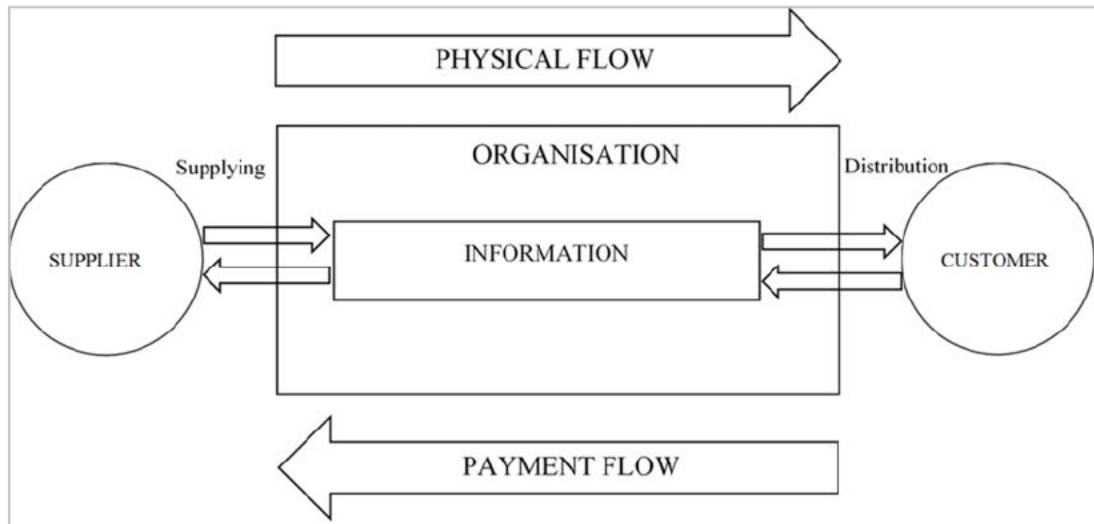 PHYSICAL FLOW
ORGANISATION
Supplying
Distribution
SUPPLIER
INFORMATION
CUSTOMER
PAYMENT FLOW